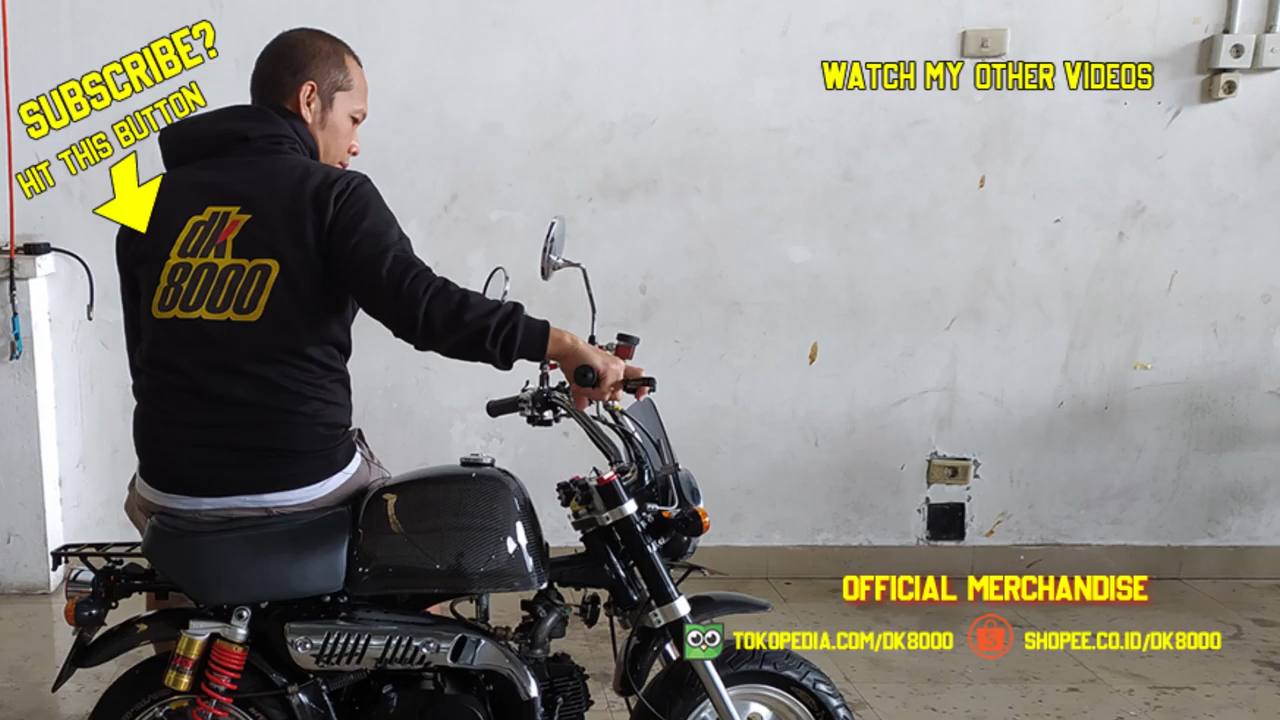 SUBSCRIBE?
HIT THIS BUTTON
WATCH MY OTHER VIDEOS
dk
8000
OFFICIAL MERCHANDISE
TOKOPEDIA.COM/DK8000
SHOPEE.CO.ID/DK8000